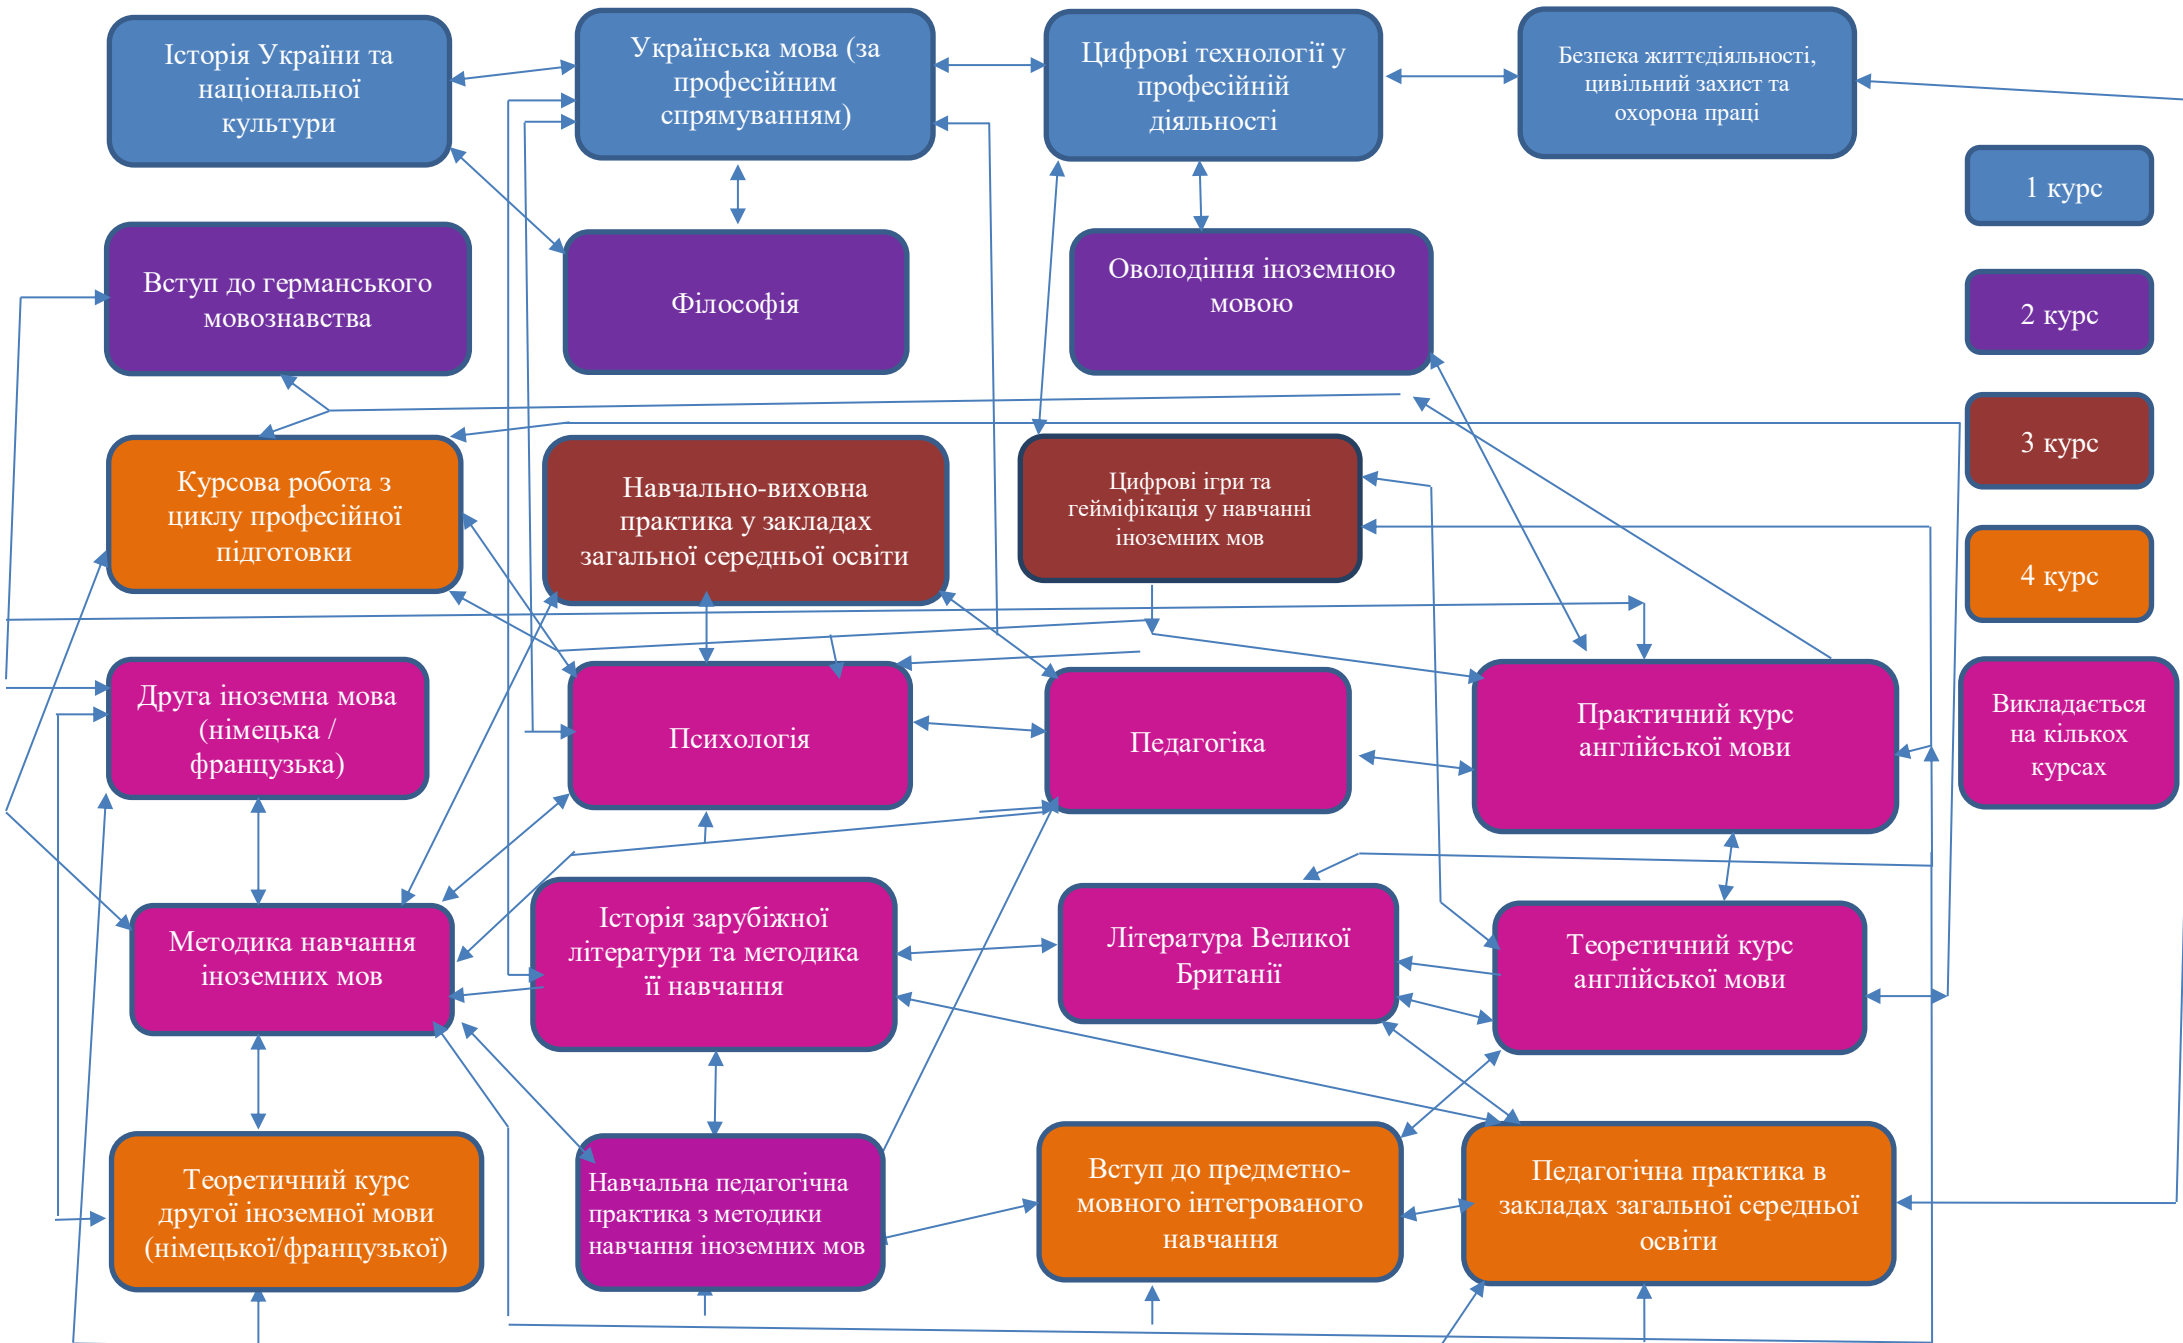 Історія України та
національної
культури
Українська мова (за
професійним
спрямуванням)
Цифрові технології у
професійній
діяльності
Безпека життєдіяльності,
цивільний захист та
охорона праці
1 курс
Вступ до германського
мовознавства
Філософія
Оволодіння іноземною
мовою
2 курс
Курсова робота з
циклу професійної
підготовки
Навчально-виховна
практика у закладах
загальної середньої освіти
Цифрові ігри та
гейміфікація у навчанні
іноземних мов
3 курс
4 курс
Друга іноземна мова
(німецька /
французька)
Психологія
Педагогіка
Практичний курс
англійської мови
Викладається
на кількох
курсах
Методика навчання
іноземних мов
Історія зарубіжної
літератури та методика
її навчання
Література Великої
Британії
Теоретичний курс
англійської мови
Теоретичний курс
другої іноземної мови
(німецької/французької)
Навчальна педагогічна
практика з методики
навчання іноземних мов
Вступ до предметно-
мовного інтегрованого
навчання
Педагогічна практика в
закладах загальної середньої
освіти